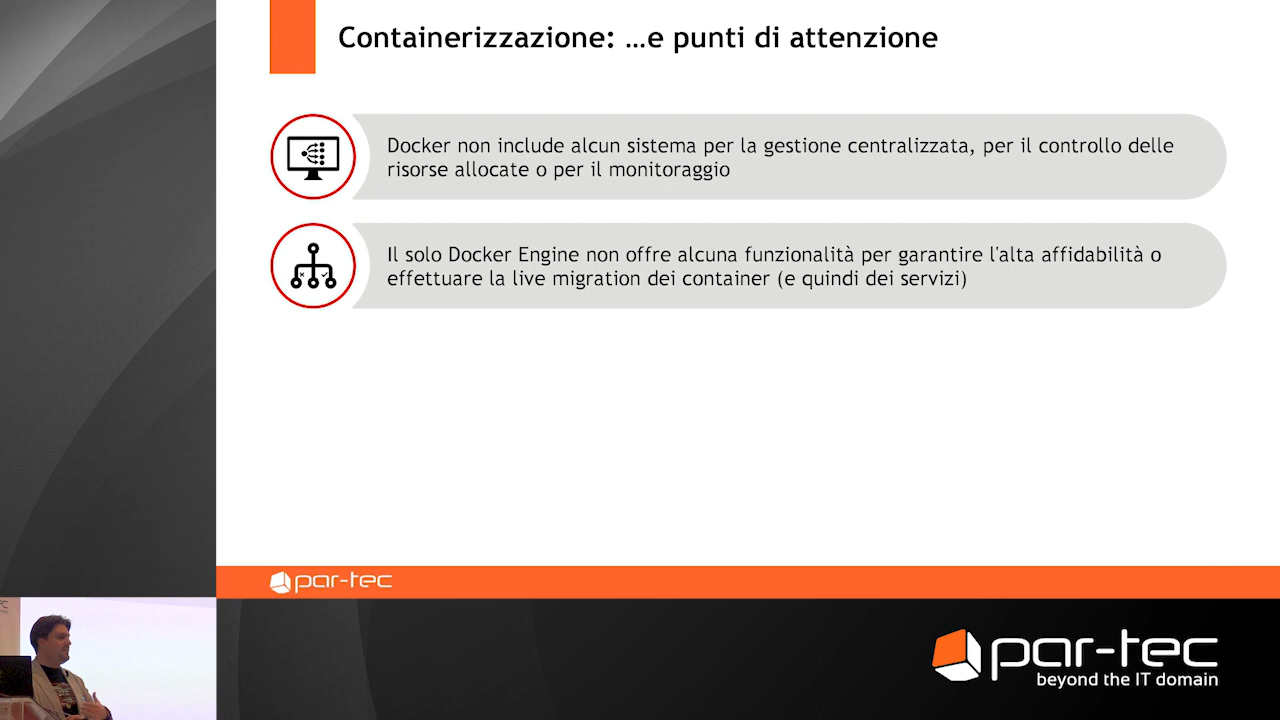 Containerizzazione: …e punti di attenzione
Docker non include alcun sistema per la gestione centralizzata, per il controllo delle
risorse allocate o per il monitoraggio
Il solo Docker Engine non offre alcuna funzionalità per garantire l'alta affidabilità o
effettuare la live migration dei container (e quindi dei servizi)
par-tec
par-tec
beyond the IT domain